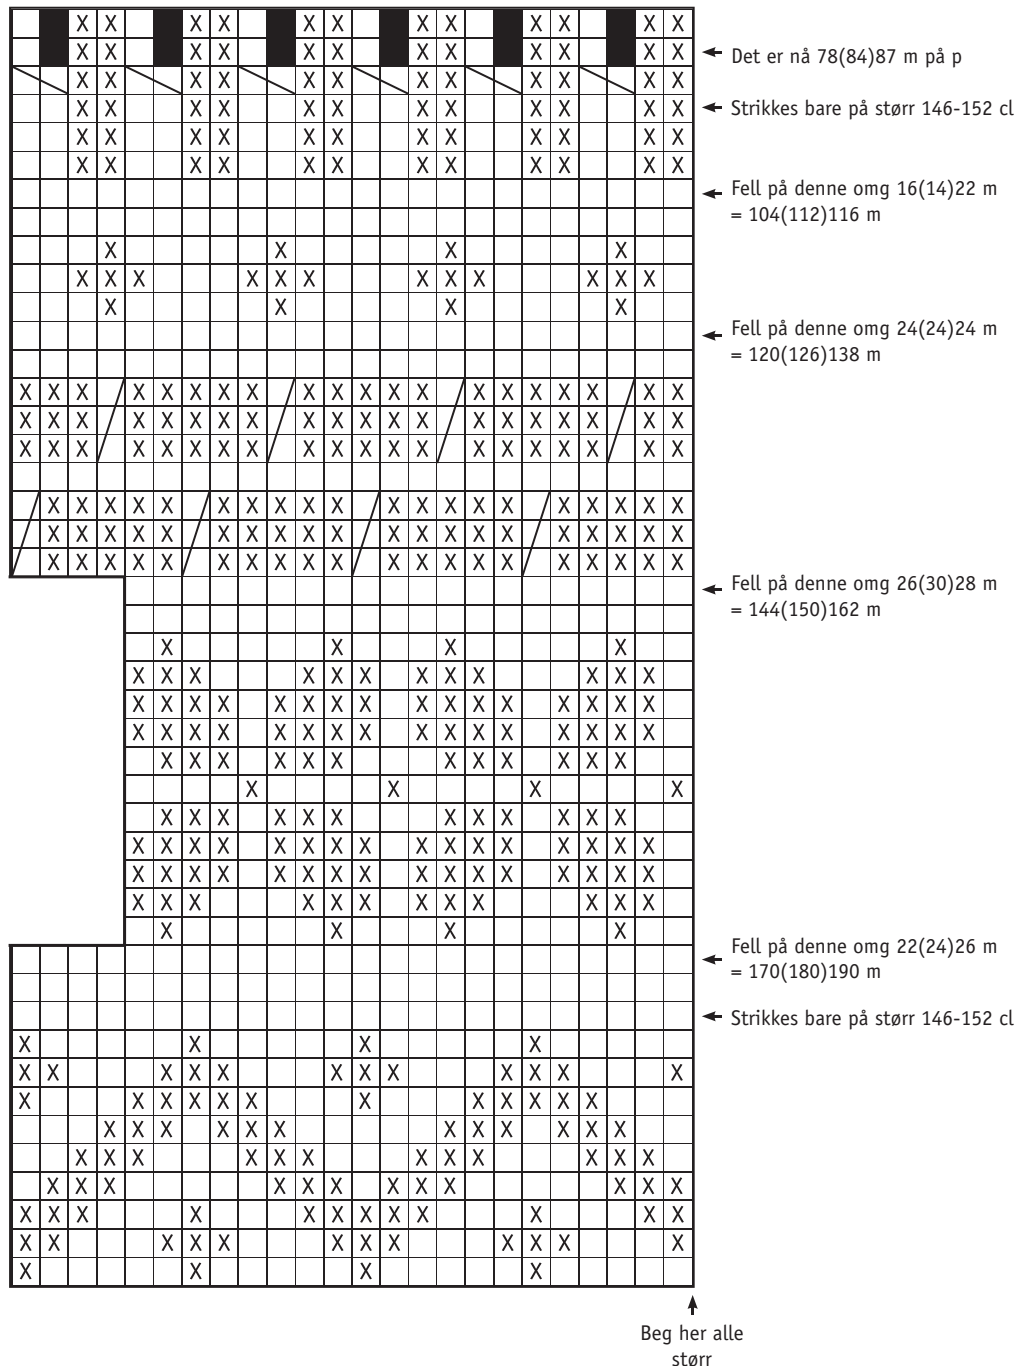 Det er nå 78(84)87 m på p
Strikkes bare på størr 146-152 cl
Fell på denne omg 16(14)22 m
= 104(112)116 m
Fell på denne omg 24(24)24 m
= 120(126)138 m
Fell på denne omg 26(30)28 m
= 144(150)162 m
Fell på denne omg 22(24)26 m
= 170(180)190 m
Strikkes bare på størr 146-152 cl
Beg her alle
størr